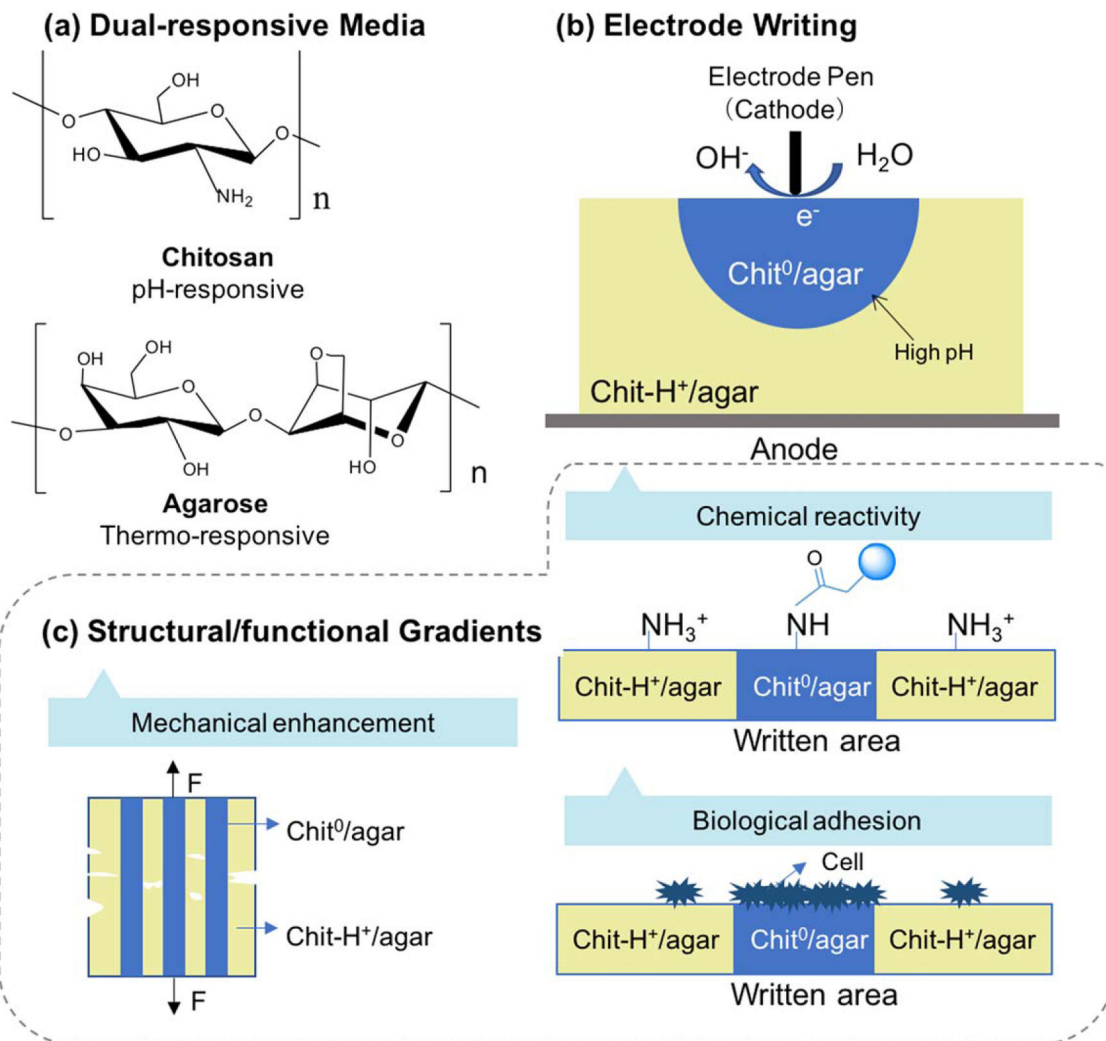 (a) Dual-responsive Media
OH
HO
O
O
O
HO
NH₂
n
Chitosan
pH-responsive
OH
OH
HO
O
O
O
OH
O
O
HO
n
Agarose
Thermo-responsive
(b) Electrode Writing
Electrode Pen
(Cathode)
OH⁻
H₂O
e⁻
Chit⁰/agar
High pH
Chit-H⁺/agar
Anode
(c) Structural/functional Gradients
Mechanical enhancement
F
Chit⁰/agar
Chit-H⁺/agar
F
Chemical reactivity
O
NH₃⁺
NH
NH₃⁺
Chit-H⁺/agar
Chit⁰/agar
Chit-H⁺/agar
Written area
Biological adhesion
Cell
Chit-H⁺/agar
Chit⁰/agar
Chit-H⁺/agar
Written area